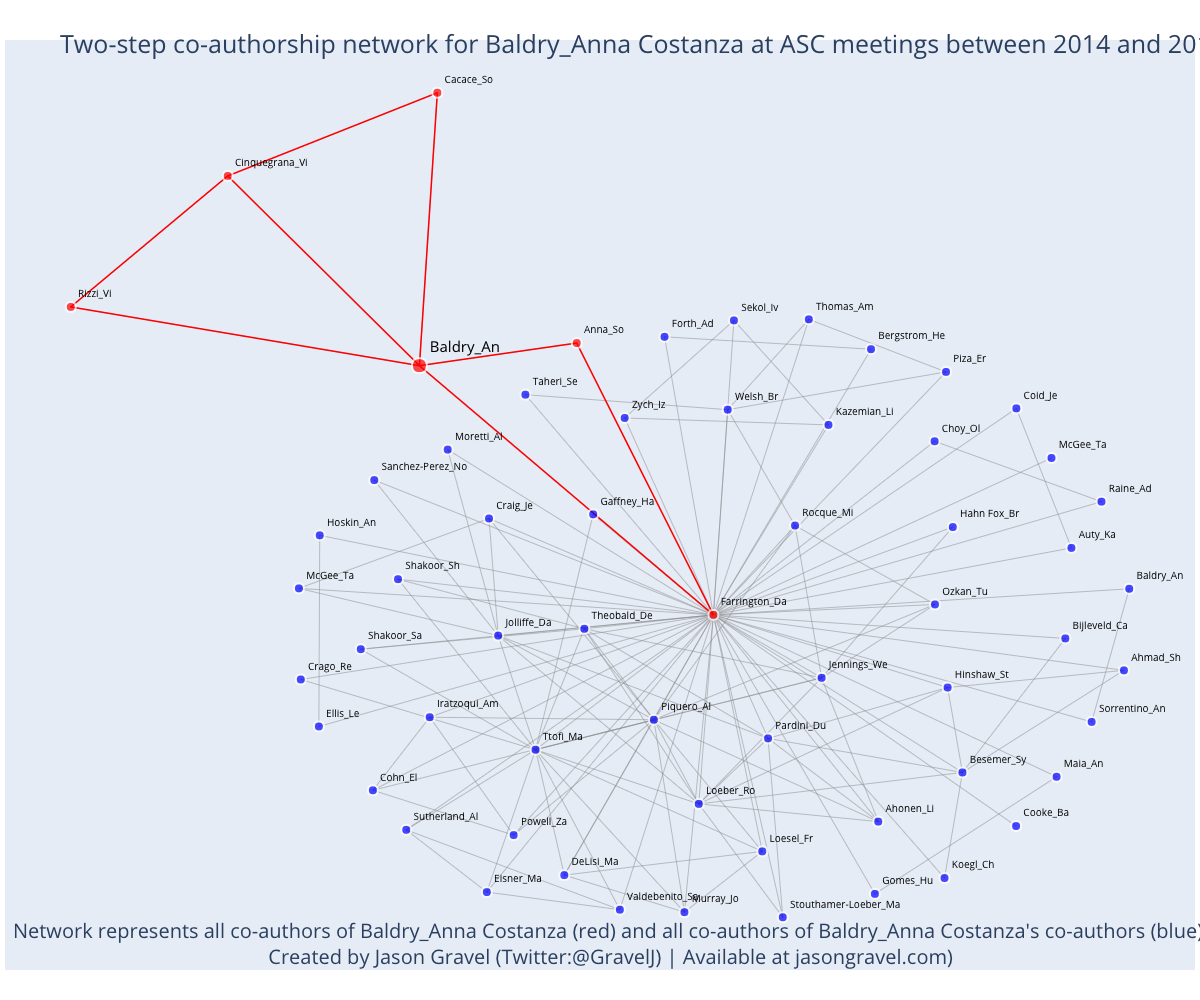 Two-step co-authorship network for Baldry_Anna Costanza at ASC meetings between 2014 and 201
Cacace_So
Cinquegrana_Vi
Rizzi_Vi
Baldry_An
Anna_So
Forth_Ad
Sekol_Iv
Thomas_Am
Bergstrom_He
Piza_Er
Taheri_Se
Zych_Iz
Welsh_Br
Kazemian_Li
Coid_Je
Choy_Ol
McGee_Ta
Moretti_Al
Sanchez-Perez_No
Craig_Je
Gaffney_Ha
Rocque_Mi
Hahn Fox_Br
Raine_Ad
Hoskin_An
Auty_Ka
McGee_Ta
Shakoor_Sh
Baldry_An
Farrington_Da
Ozkan_Tu
Theobald_De
Jolliffe_Da
Shakoor_Sa
Bijleveld_Ca
Crago_Re
Jennings_We
Hinshaw_St
Ahmad_Sh
Iratzoqui_Am
Piquero_Al
Ellis_Le
Sorrentino_An
Pardini_Du
Ttofi_Ma
Besemer_Sy
Maia_An
Cohn_El
Loeber_Ro
Ahonen_Li
Cooke_Ba
Sutherland_Al
Powell_Za
Loesel_Fr
DeLisi_Ma
Koegl_Ch
Eisner_Ma
Gomes_Hu
Valdebenito_Sa
Murray_Jo
Stouthamer-Loeber_Ma
Network represents all co-authors of Baldry_Anna Costanza (red) and all co-authors of Baldry_Anna Costanza's co-authors (blue)
Created by Jason Gravel (Twitter:@GravelJ) | Available at jasongravel.com)